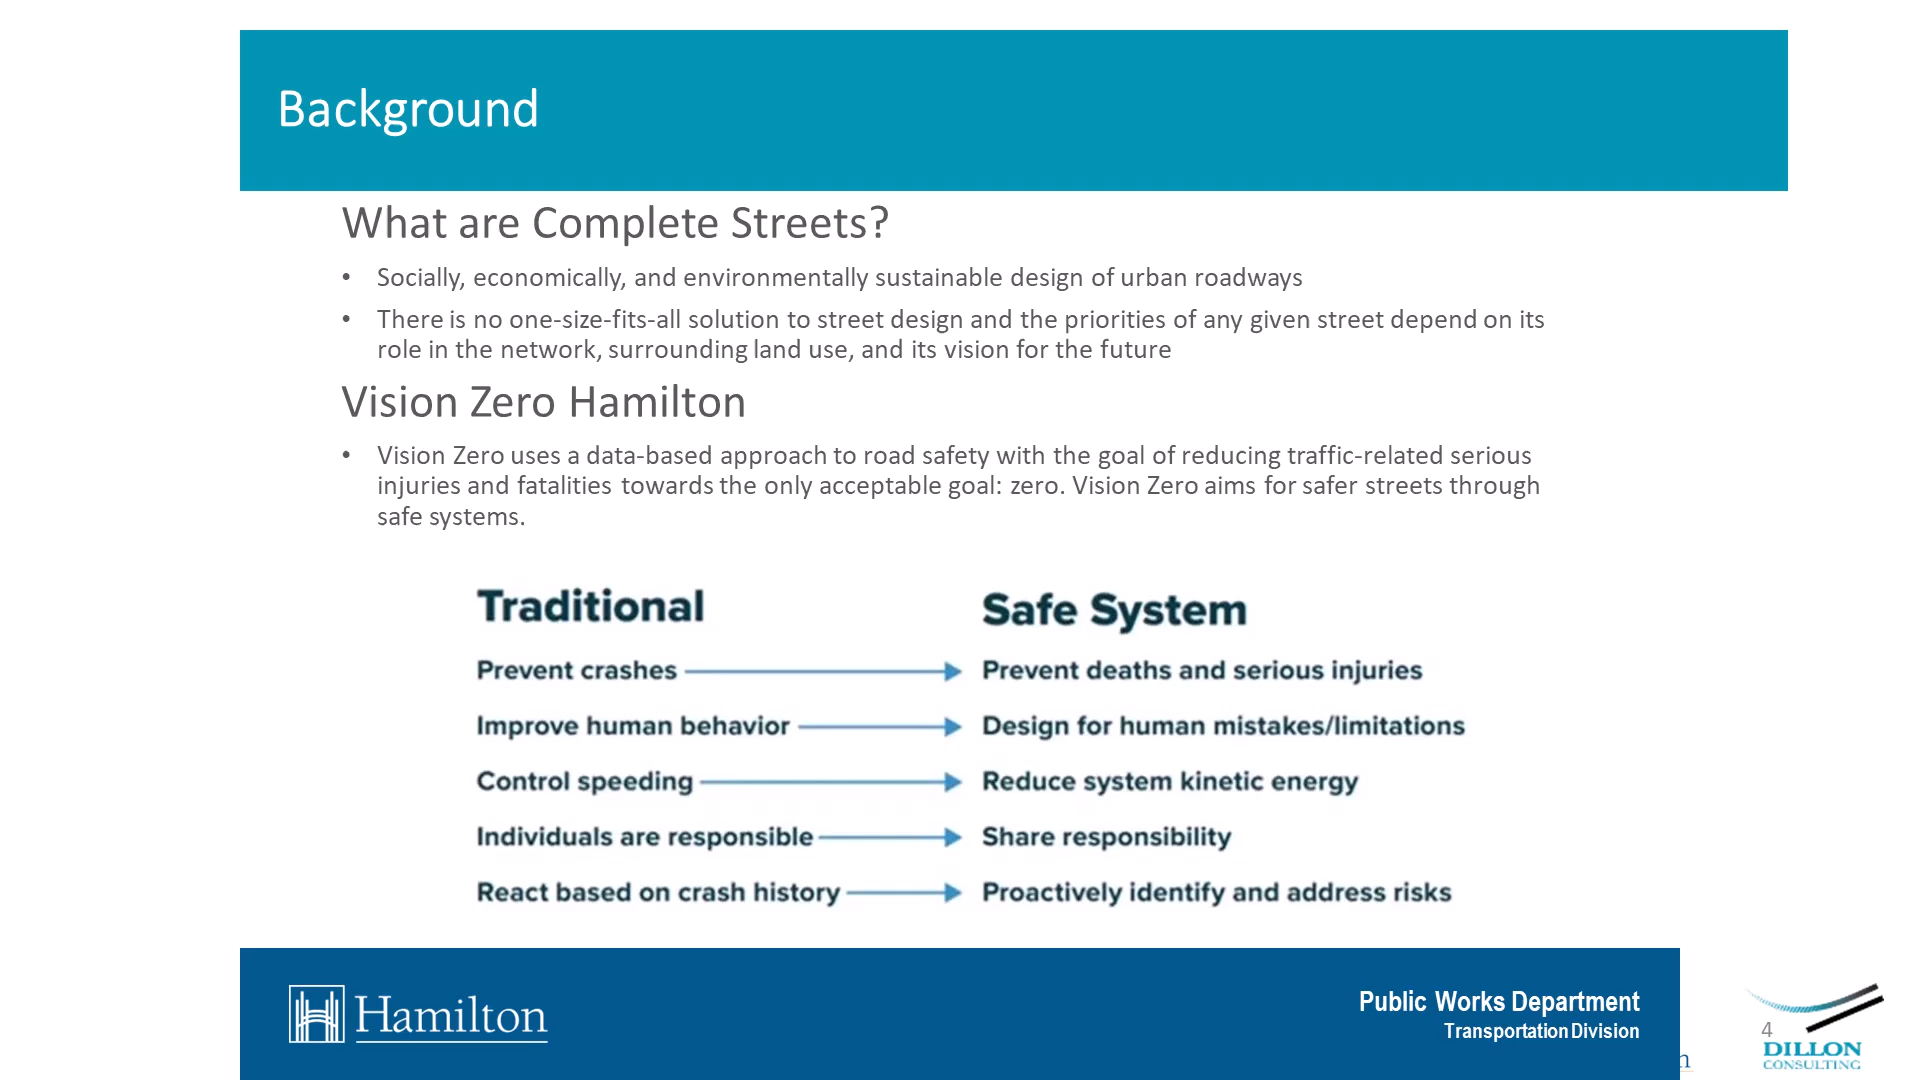 Background
What are Complete Streets?
• Socially, economically, and environmentally sustainable design of urban roadways
• There is no one-size-fits-all solution to street design and the priorities of any given street depend on its
role in the network, surrounding land use, and its vision for the future
Vision Zero Hamilton
• Vision Zero uses a data-based approach to road safety with the goal of reducing traffic-related serious
injuries and fatalities towards the only acceptable goal: zero. Vision Zero aims for safer streets through
safe systems.
Traditional Safe System
Prevent crashes Prevent deaths and serious injuries
Improve human behavior Design for human mistakes/limitations
Control speeding Reduce system kinetic energy
Individuals are responsible Share responsibility
React based on crash history Proactively identify and address risks
Hamilton
Public Works Department
Transportation Division
4
DILLON
CONSULTING